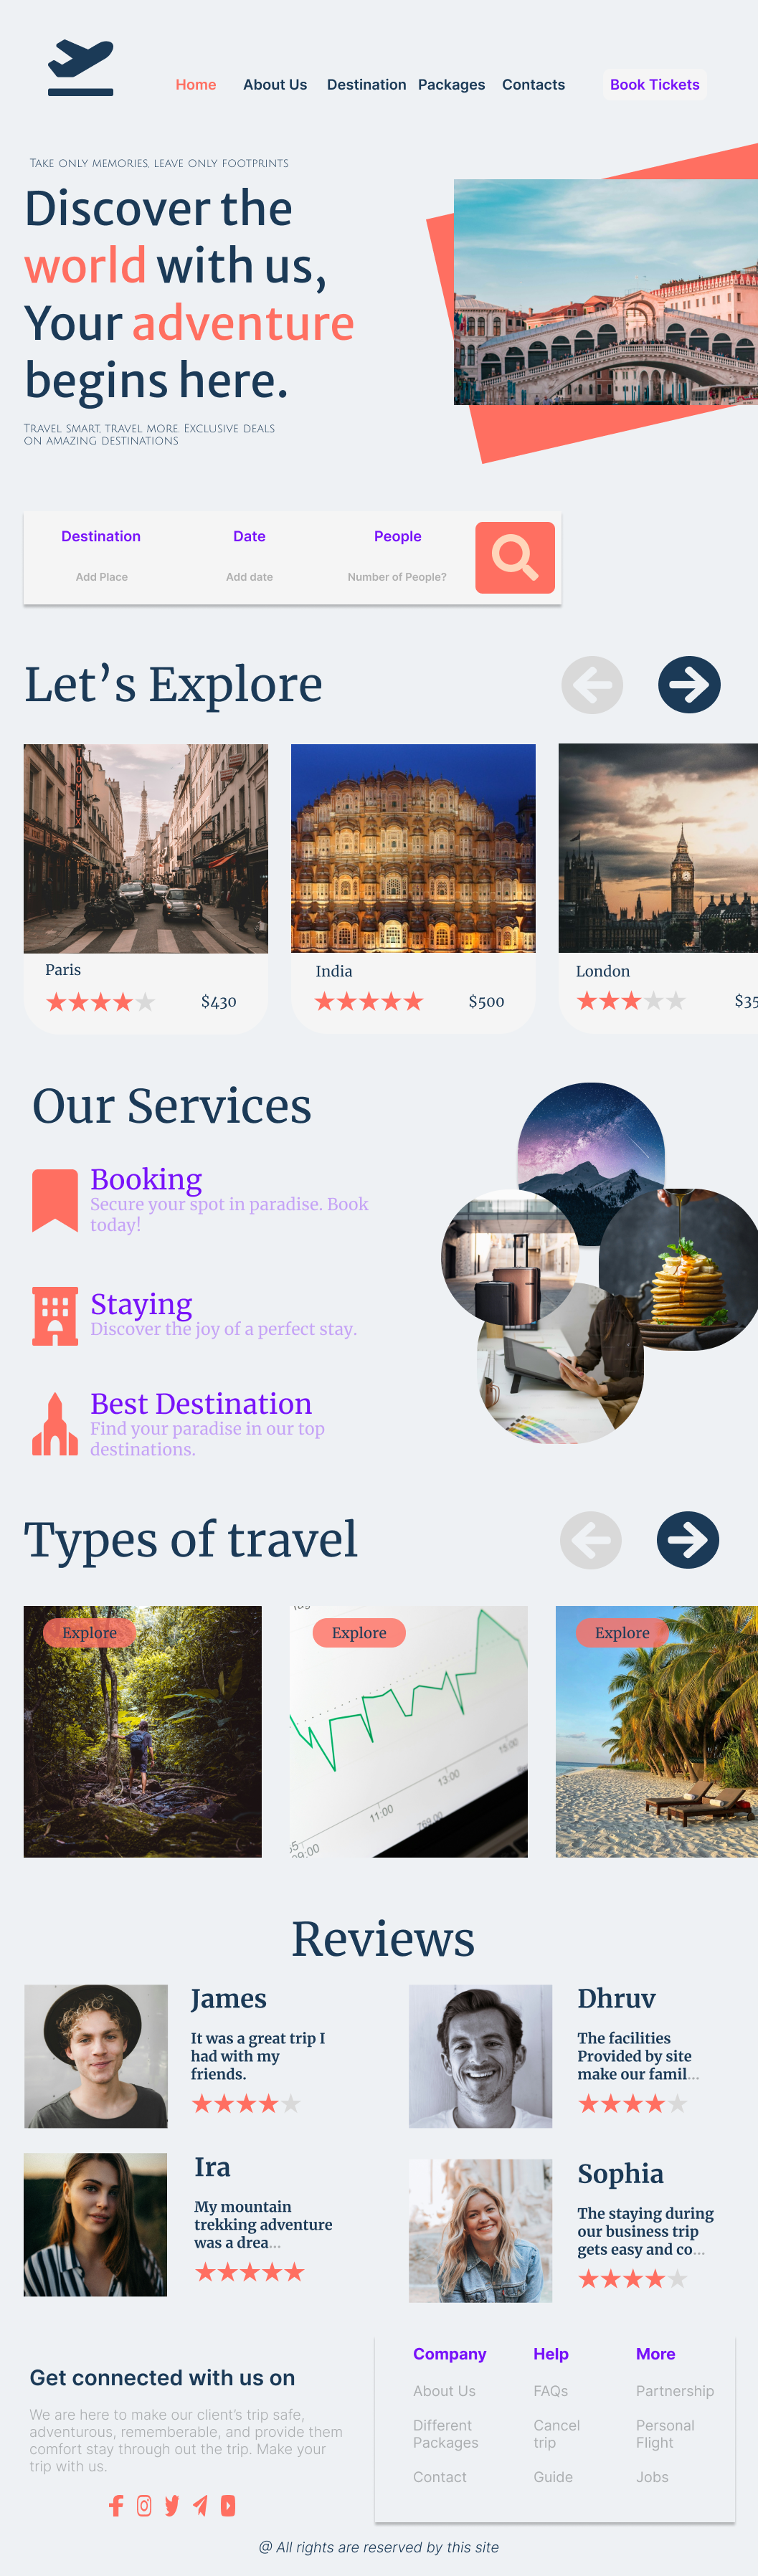 Home About Us Destination Packages Contacts Book Tickets
Take only memories, leave only footprints
Discover the
world with us,
Your adventure
begins here.
Travel smart, travel more. Exclusive deals
on amazing destinations
Destination Date People
Add Place Add date Number of People?
Let’s Explore
Paris
$430
India
$500
London
$35
Our Services
Booking
Secure your spot in paradise. Book
today!
Staying
Discover the joy of a perfect stay.
Best Destination
Find your paradise in our top
destinations.
Types of travel
Explore
Explore
11:00
13:00
15:00
Explore
Reviews
James
It was a great trip I
had with my
friends.
Dhruv
The facilities
Provided by site
make our famil...
Ira
My mountain
trekking adventure
was a drea...
Sophia
The staying during
our business trip
gets easy and co...
Get connected with us on
We are here to make our client’s trip safe,
adventurous, rememberable, and provide them
comfort stay through out the trip. Make your
trip with us.
Company
About Us
Different
Packages
Contact
Help
FAQs
Cancel
trip
Guide
More
Partnership
Personal
Flight
Jobs
@ All rights are reserved by this site